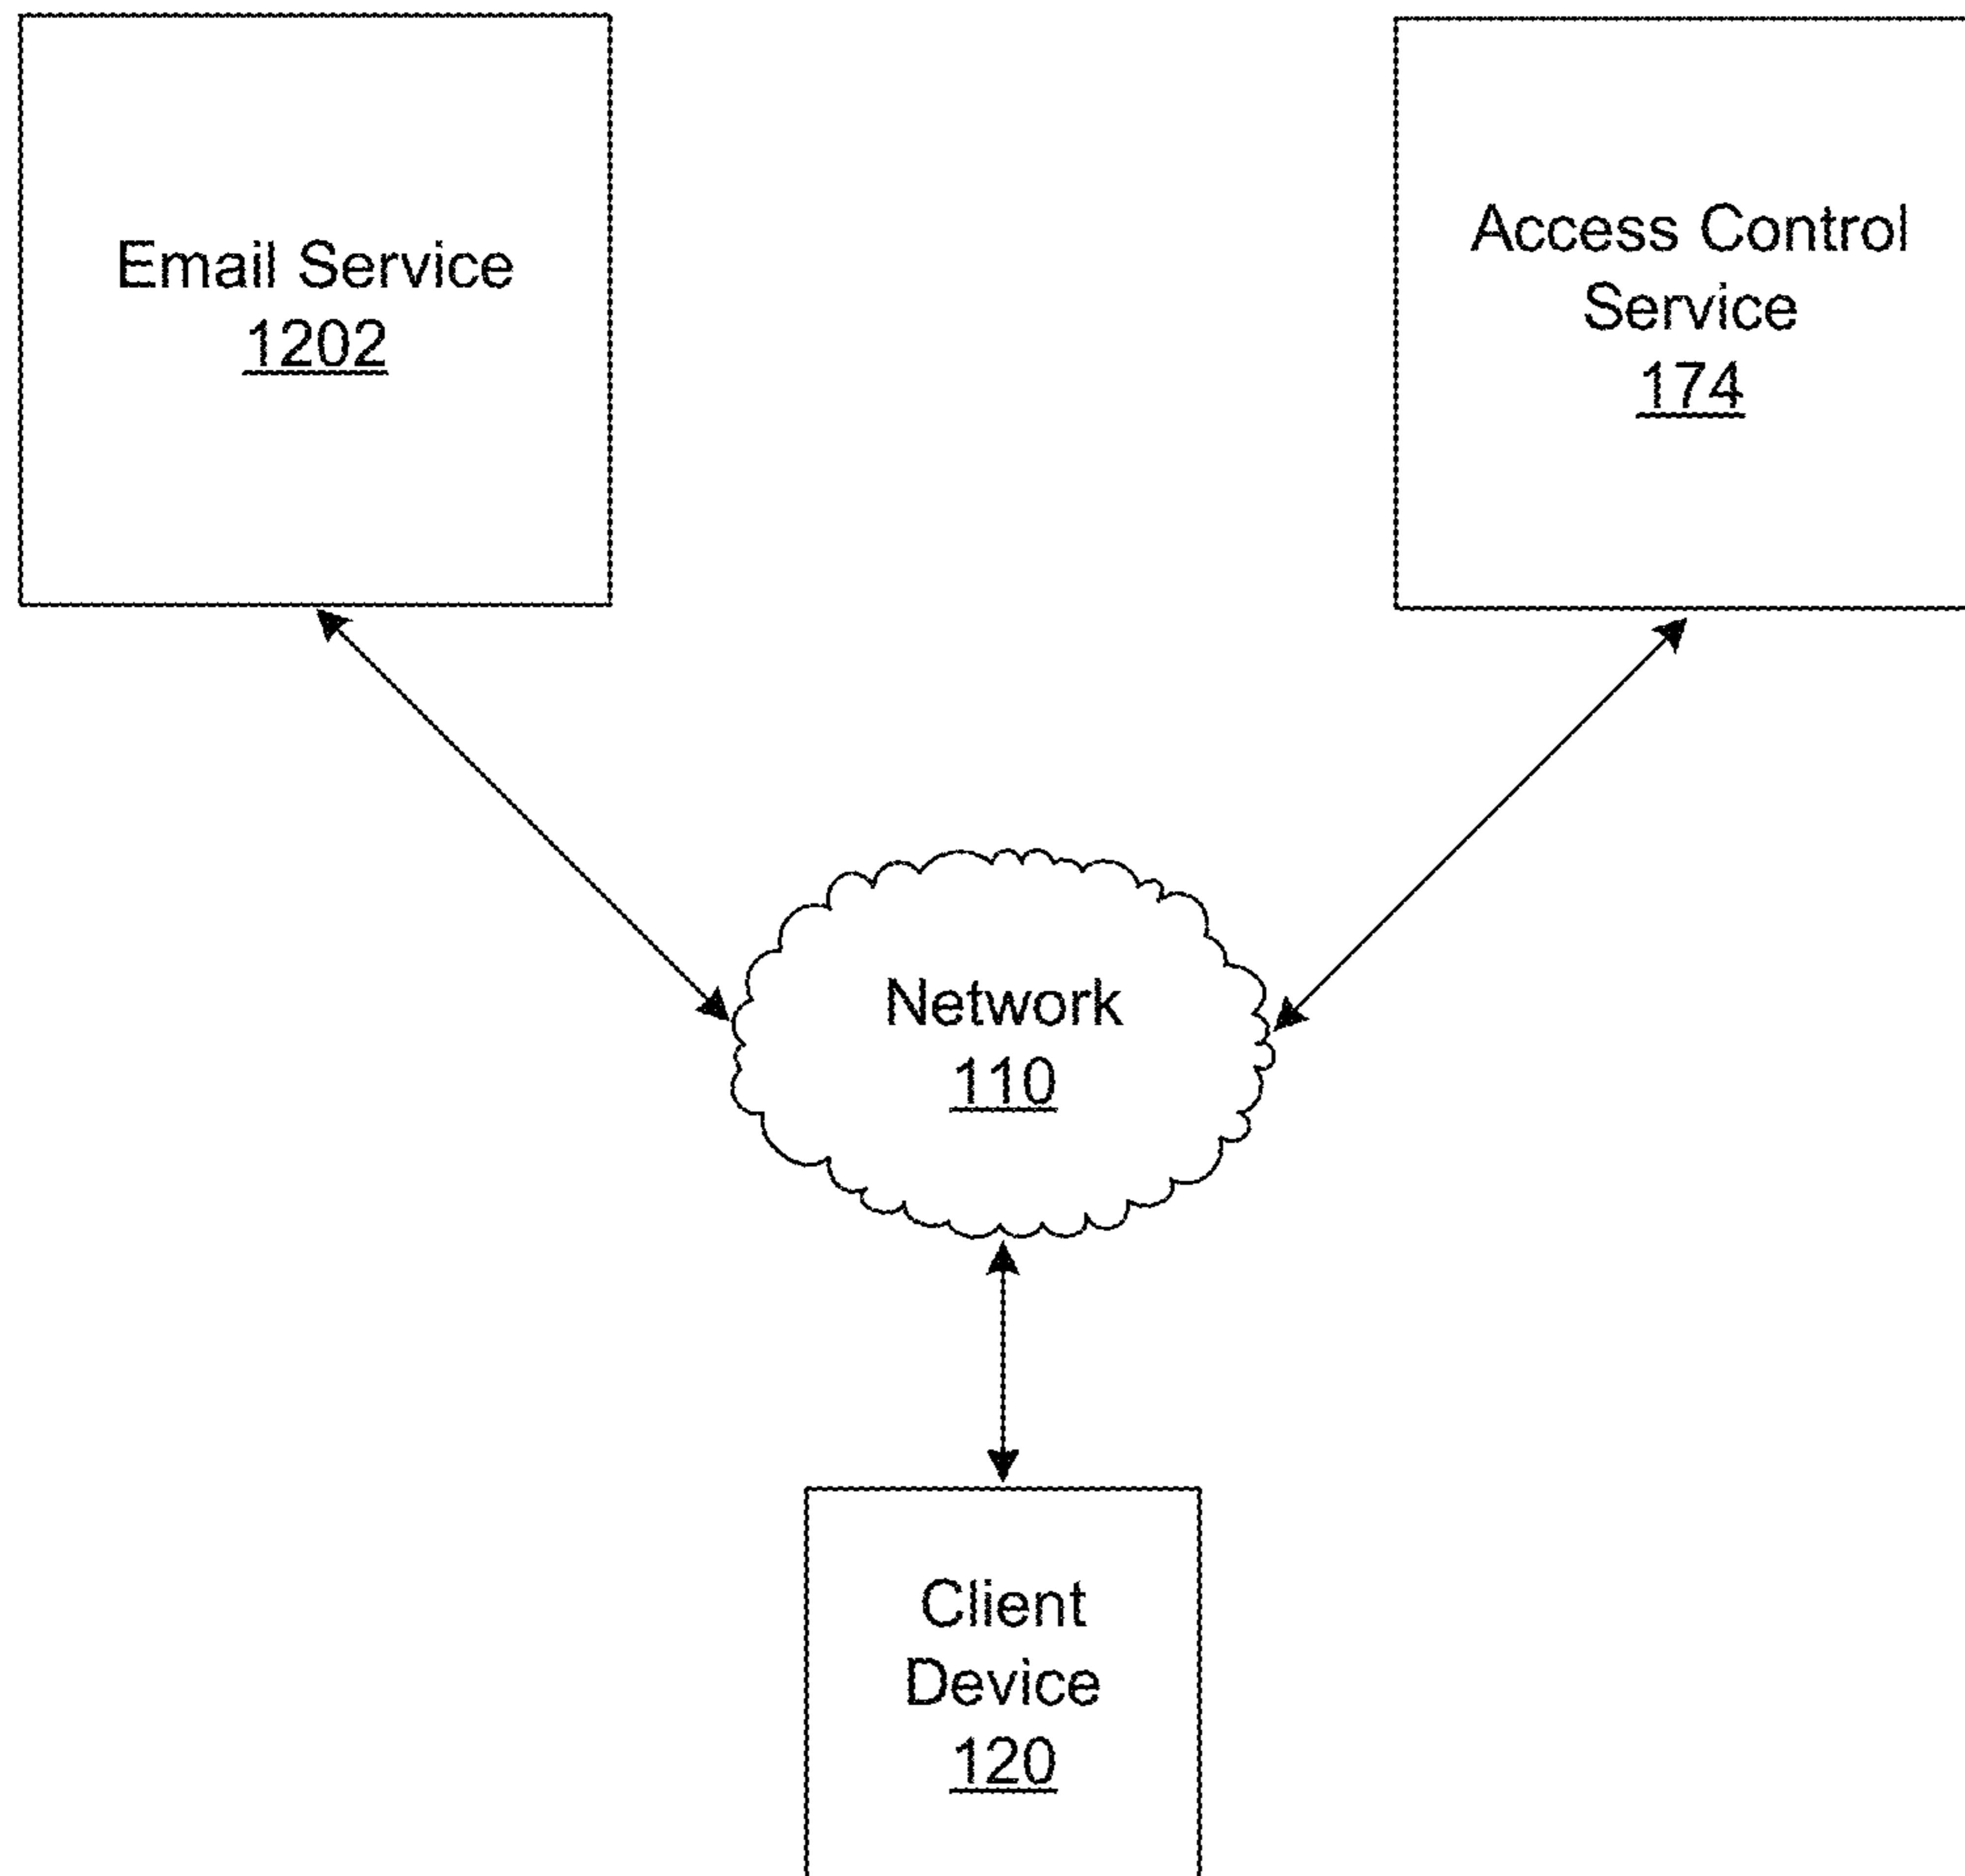 Email Service
1202
Access Control
Service
174
Network
110
Client
Device
120